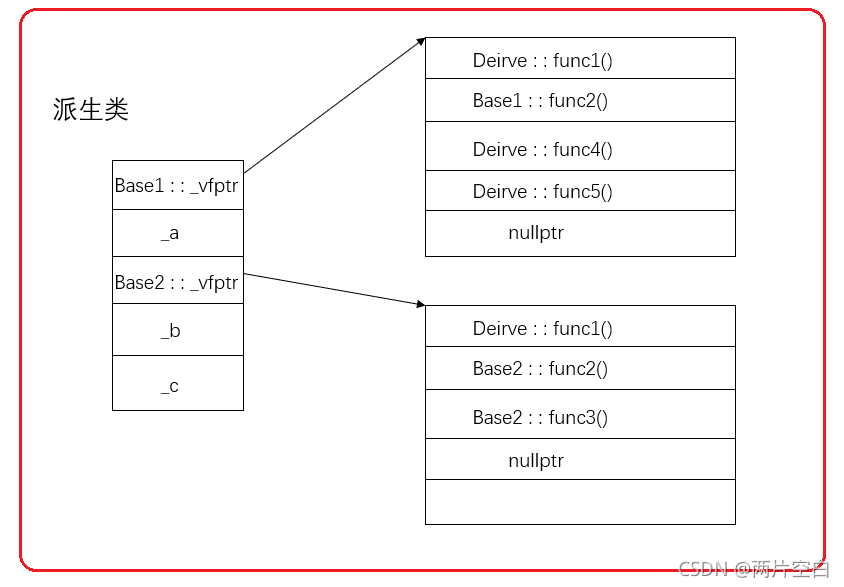 派生类
Base1 : : _vfptr
_a
Base2 : : _vfptr
_b
_c
Deirve : : func1()
Base1 : : func2()
Deirve : : func4()
Deirve : : func5()
nullptr
Deirve : : func1()
Base2 : : func2()
Base2 : : func3()
nullptr
CSDN @两片空白